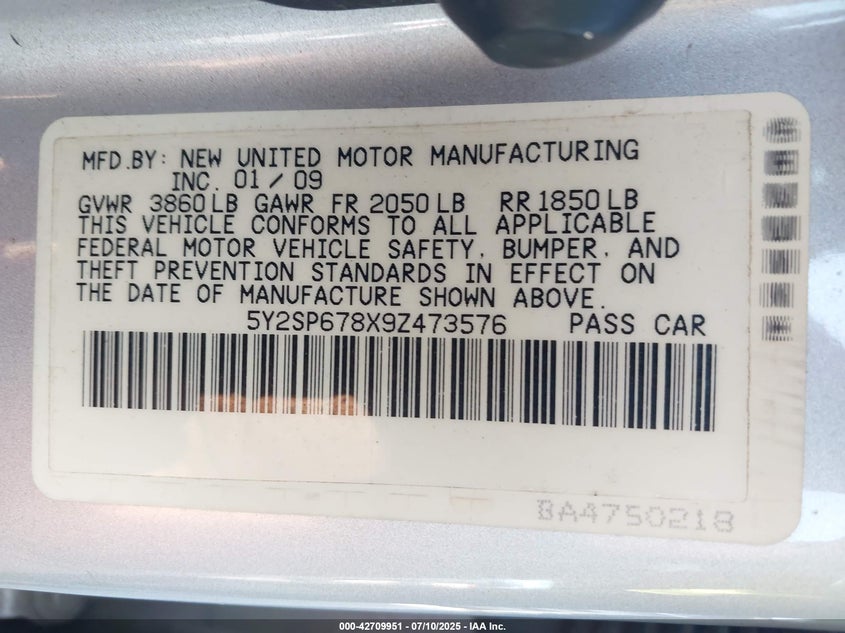 MFD.BY: NEW UNITED MOTOR MANUFACTURING
INC. 01/09
GVWR 3860LB GAWR FR 2050LB RR 1850LB
THIS VEHICLE CONFORMS TO ALL APPLICABLE
FEDERAL MOTOR VEHICLE SAFETY, BUMPER, AND
THEFT PREVENTION STANDARDS IN EFFECT ON
THE DATE OF MANUFACTURE SHOWN ABOVE.
5Y2SP678X9Z473576 PASS CAR
BA4750218
000-42709951 / 07/10/2025 - IAA Inc.